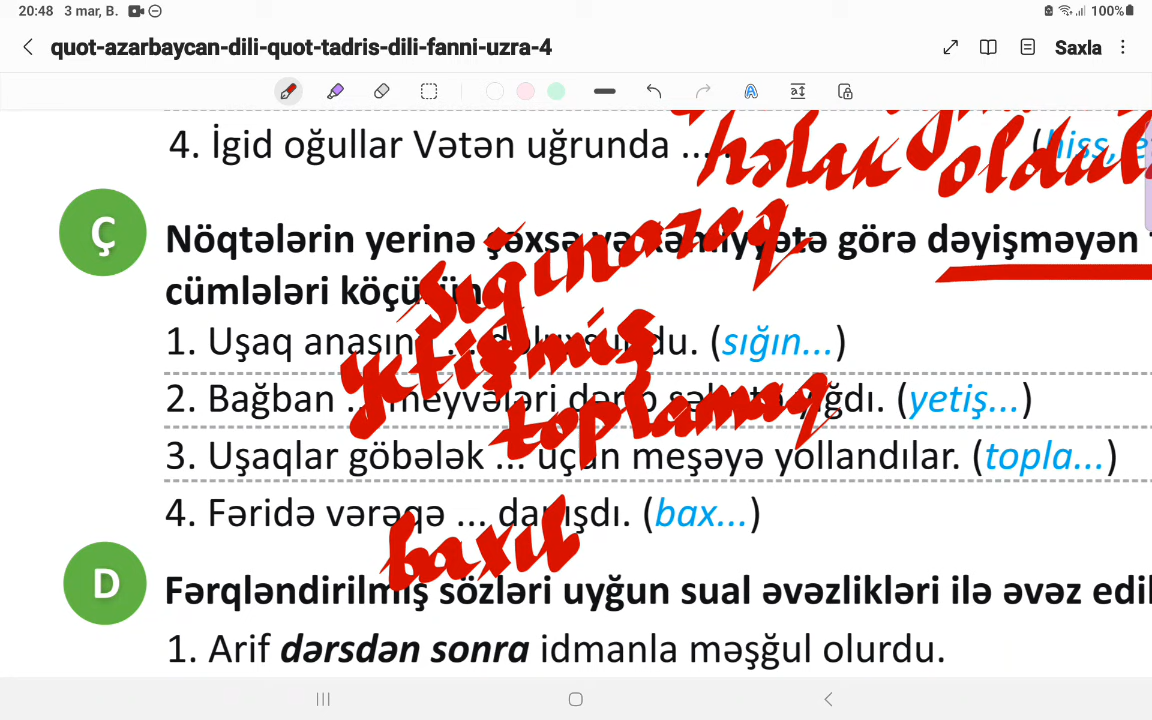 20:48 3 mar, B. 100%
quot-azarbaycan-dili-quot-tadris-dili-fanni-uzra-4 Saxla
4. İgid oğullar Vətən uğrunda ... həlak oldular (hiss, e
Ç
Nöqtələrin yerinə şəxsə və kəmiyyətə görə dəyişməyən
cümlələri köçürün
sığınaraq
1. Uşaq anasına ... doluxsundu. (sığın...)
yetişmiş
2. Bağban ... meyvələri dərib səbətə yığdı. (yetiş...)
toplamaq
3. Uşaqlar göbələk ... üçün meşəyə yollandılar. (topla...)
4. Fəridə vərəqə ... danışdı. (bax...)
baxıb
D
Fərqləndirilmiş sözləri uyğun sual əvəzlikləri ilə əvəz edil
1. Arif dərsdən sonra idmanla məşğul olurdu.